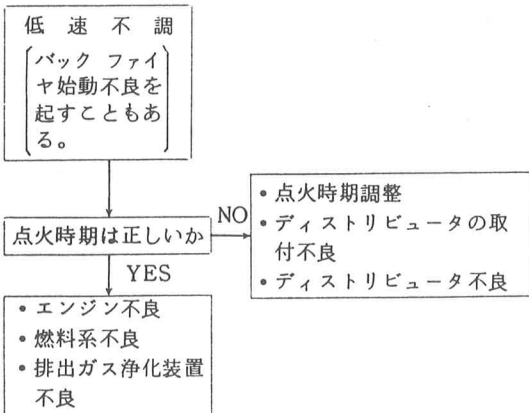 低速不調
バック ファイ
ヤ始動不良を
起すこともあ
る。
点火時期は正しいか
NO
• 点火時期調整
• ディストリビュータの取
付不良
• ディストリビュータ不良
YES
• エンジン不良
• 燃料系不良
• 排出ガス浄化装置
不良